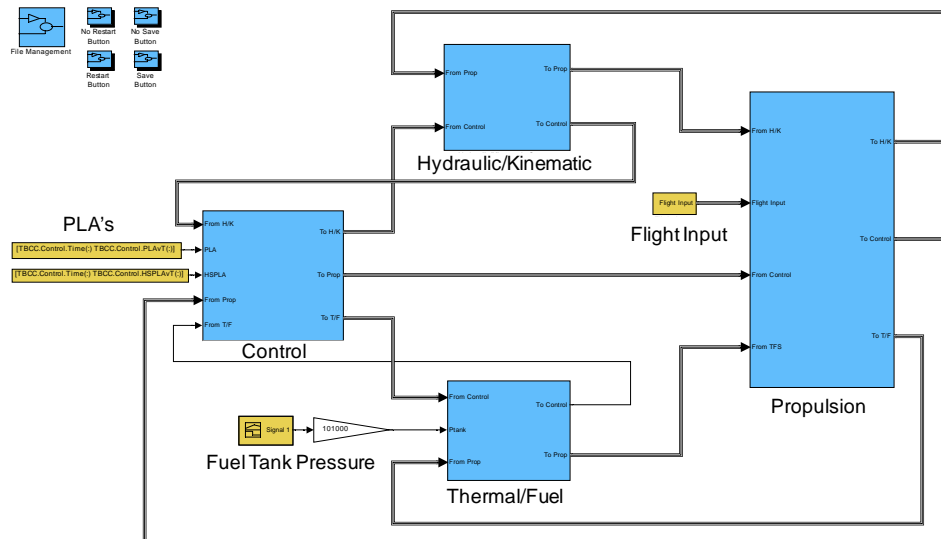 File Management
No Restart
Button
No Save
Button
Restart
Button
Save
Button
From Prop
From Control
To Prop
To Control
Hydraulic/Kinematic
PLA's
[TBCC.Control.Time(:) TBCC.Control.PLAvT(:)]
[TBCC.Control.Time(:) TBCC.Control.HSPLAvT(:)]
From H/K
PLA
HSPLA
From Prop
From T/F
To H/K
To Prop
To T/F
Control
Flight Input
Flight Input
From H/K
Flight Input
From Control
From TFS
To H/K
To Control
To T/F
Propulsion
Signal 1
101000
Fuel Tank Pressure
From Control
Ptank
From Prop
To Control
To Prop
Thermal/Fuel